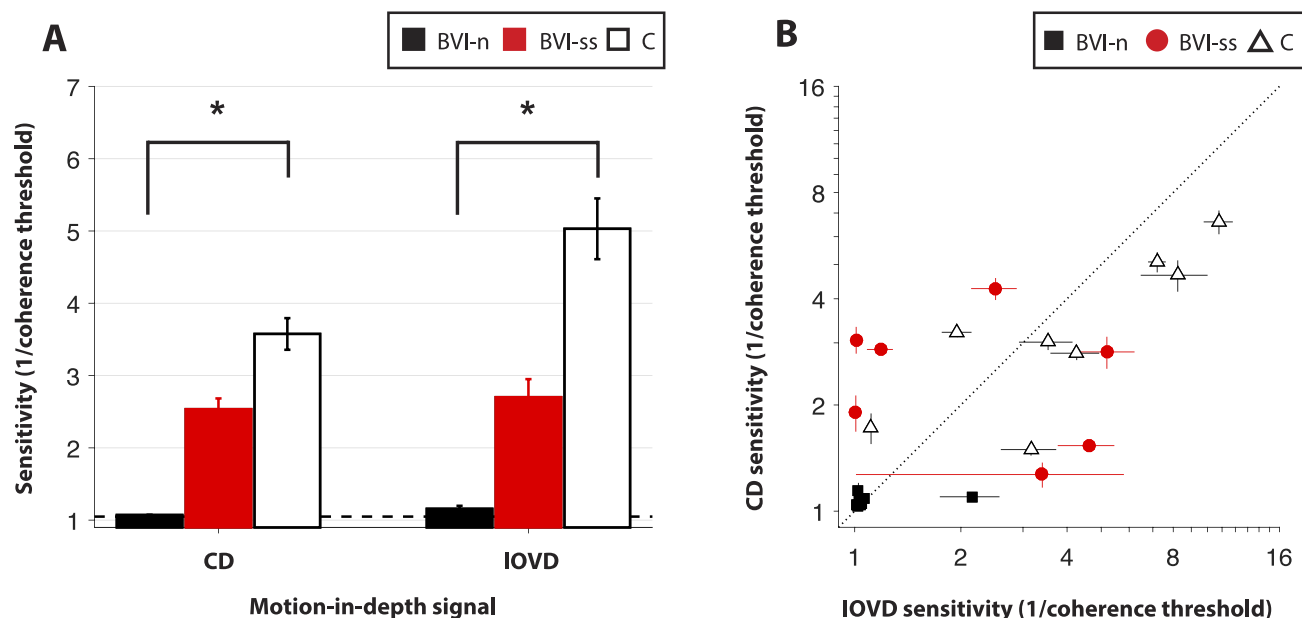 A
BVI-n BVI-ss C
*
*
7
6
5
4
3
2
1
Sensitivity (1/coherence threshold)
CD IOVD
Motion-in-depth signal
B
BVI-n BVI-ss C
16
8
4
2
1
CD sensitivity (1/coherence threshold)
1 2 4 8 16
IOVD sensitivity (1/coherence threshold)